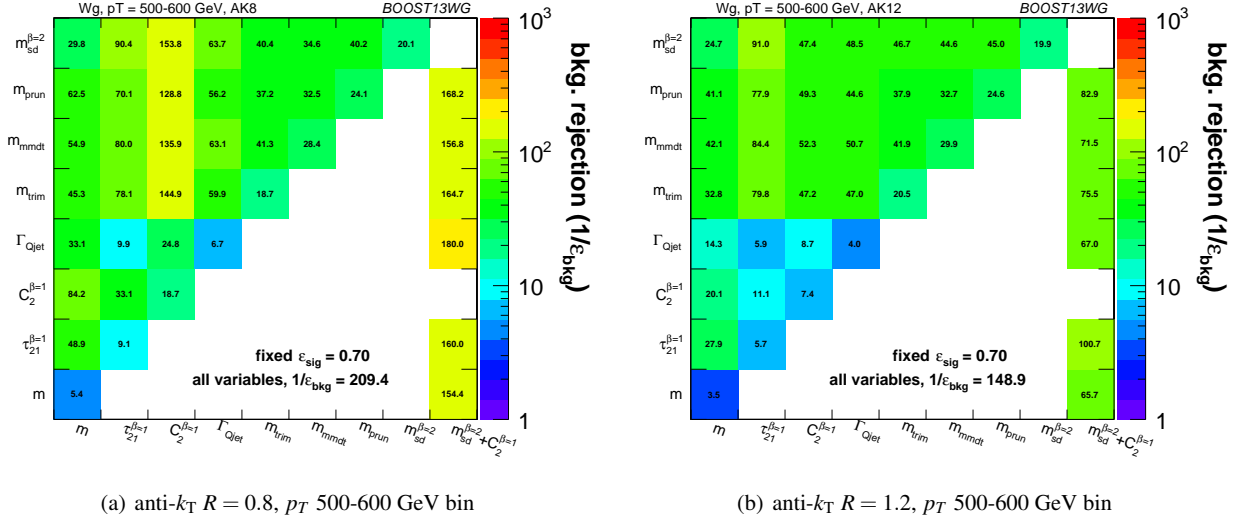 Wg, pT = 500-600 GeV, AK8 BOOST13WG
m_sd^β=2 29.8 90.4 153.8 63.7 40.4 34.6 40.2 20.1
m_prun 62.5 70.1 128.8 56.2 37.2 32.5 24.1 168.2
m_mmdt 54.9 80.0 135.9 63.1 41.3 28.4 156.8
m_trim 45.3 78.1 144.9 59.9 18.7 164.7
Γ_Qjet 33.1 9.9 24.8 6.7 180.0
C_2^β=1 84.2 33.1 18.7
τ_21^β=1 48.9 9.1 160.0
m 5.4 154.4
fixed ε_sig = 0.70
all variables, 1/ε_bkg = 209.4
m τ_21^β=1 C_2^β=1 Γ_Qjet m_trim m_mmdt m_prun m_sd^β=2 m_sd^β=2+C_2^β=1
10^3
10^2
10
1
bkg. rejection (1/ε_bkg)
(a) anti-k_T R = 0.8, p_T 500-600 GeV bin
Wg, pT = 500-600 GeV, AK12 BOOST13WG
m_sd^β=2 24.7 91.0 47.4 48.5 46.7 44.6 45.0 19.9
m_prun 41.1 77.9 49.3 44.6 37.9 32.7 24.6 82.9
m_mmdt 42.1 84.4 52.3 50.7 41.9 29.9 71.5
m_trim 32.8 79.8 47.2 47.0 20.5 75.5
Γ_Qjet 14.3 5.9 8.7 4.0 67.0
C_2^β=1 20.1 11.1 7.4
τ_21^β=1 27.9 5.7 100.7
m 3.5 65.7
fixed ε_sig = 0.70
all variables, 1/ε_bkg = 148.9
m τ_21^β=1 C_2^β=1 Γ_Qjet m_trim m_mmdt m_prun m_sd^β=2 m_sd^β=2+C_2^β=1
10^3
10^2
10
1
bkg. rejection (1/ε_bkg)
(b) anti-k_T R = 1.2, p_T 500-600 GeV bin